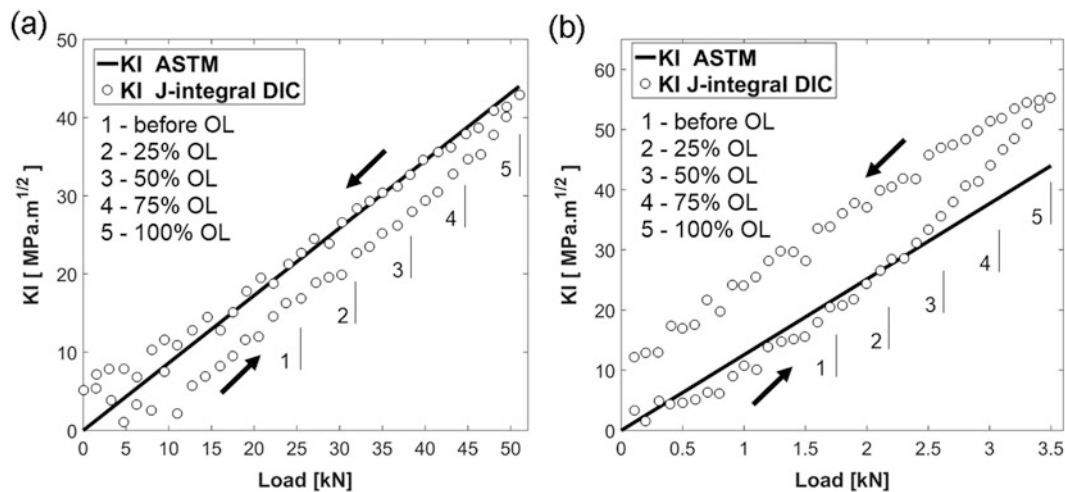 (a)
50
40
30
20
10
0
KI [ MPa.m1/2]
KI ASTM
KI J-integral DIC
1 - before OL
2 - 25% OL
3 - 50% OL
4 - 75% OL
5 - 100% OL
1
2
3
4
5
0 5 10 15 20 25 30 35 40 45 50
Load [kN]
(b)
60
50
40
30
20
10
0
KI [ MPa.m1/2]
KI ASTM
KI J-integral DIC
1 - before OL
2 - 25% OL
3 - 50% OL
4 - 75% OL
5 - 100% OL
1
2
3
4
5
0 0.5 1 1.5 2 2.5 3 3.5
Load [kN]